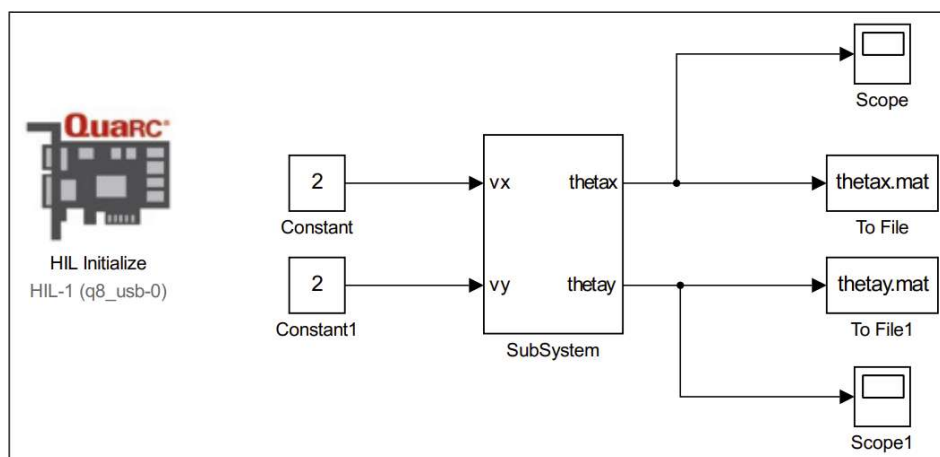 Scope
QUARC®
2
vx
thetax
thetax.mat
Constant
To File
HIL Initialize
HIL-1 (q8_usb-0)
2
vy
thetay
thetay.mat
Constant1
SubSystem
To File1
Scope1